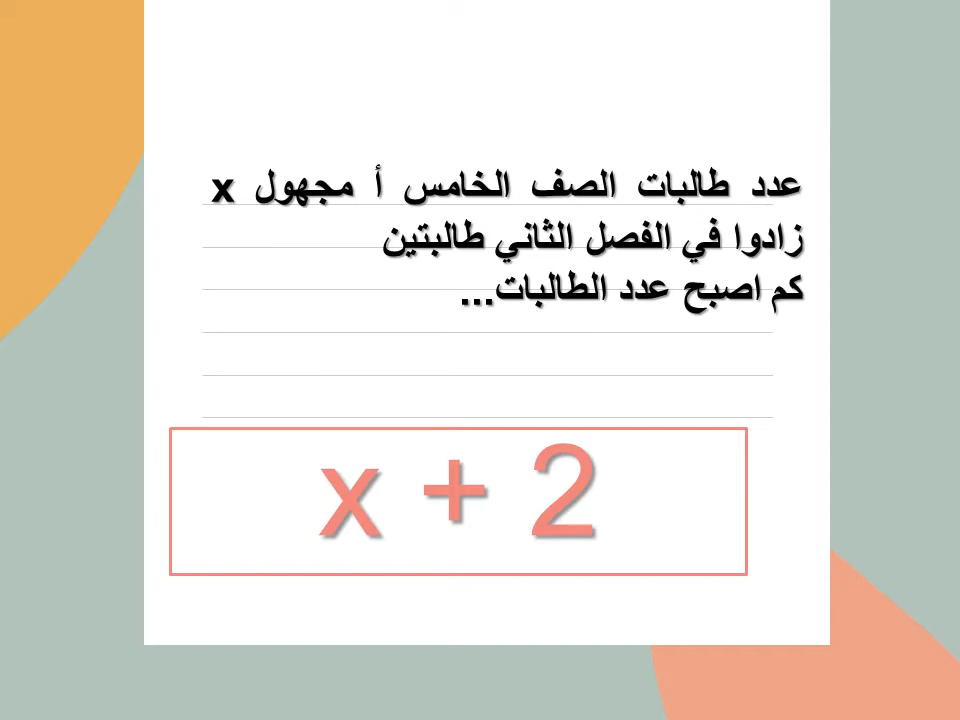 عدد طالبات الصف الخامس أ مجهول x
زادوا في الفصل الثاني طالبتين
كم اصبح عدد الطالبات...
x + 2